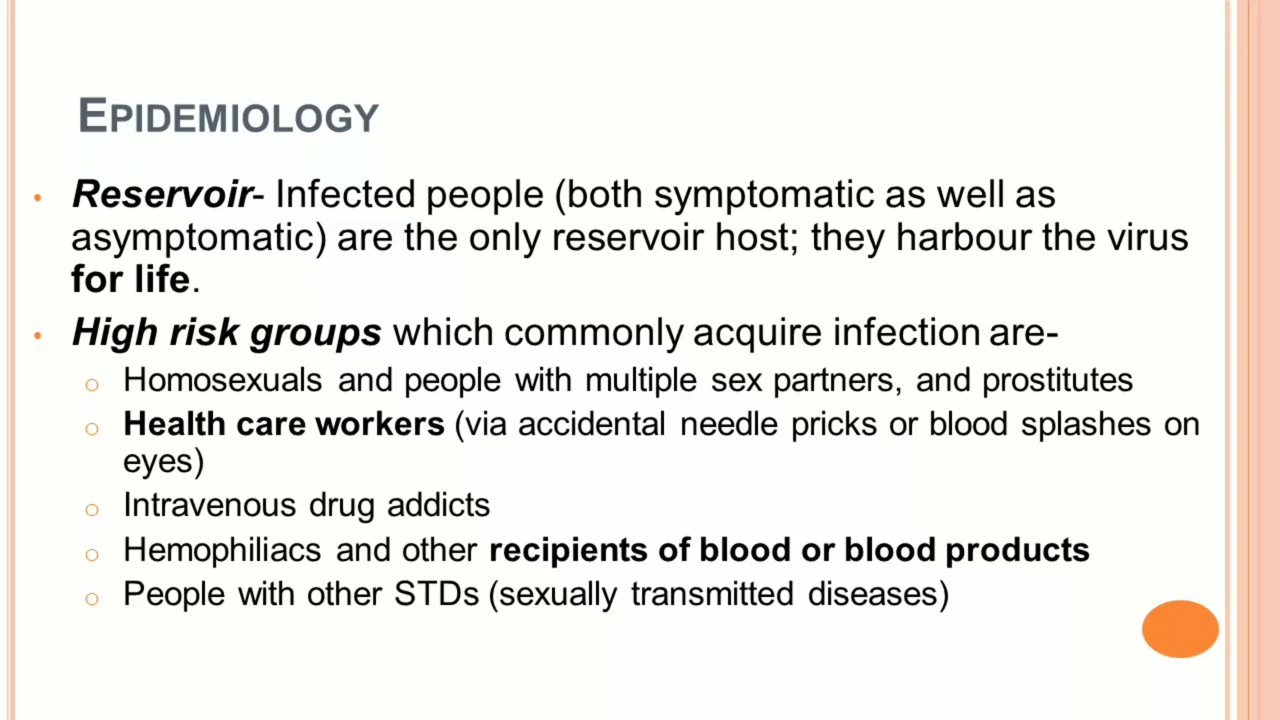 EPIDEMIOLOGY
• Reservoir- Infected people (both symptomatic as well as
asymptomatic) are the only reservoir host; they harbour the virus
for life.
• High risk groups which commonly acquire infection are-
o Homosexuals and people with multiple sex partners, and prostitutes
o Health care workers (via accidental needle pricks or blood splashes on
eyes)
o Intravenous drug addicts
o Hemophiliacs and other recipients of blood or blood products
o People with other STDs (sexually transmitted diseases)